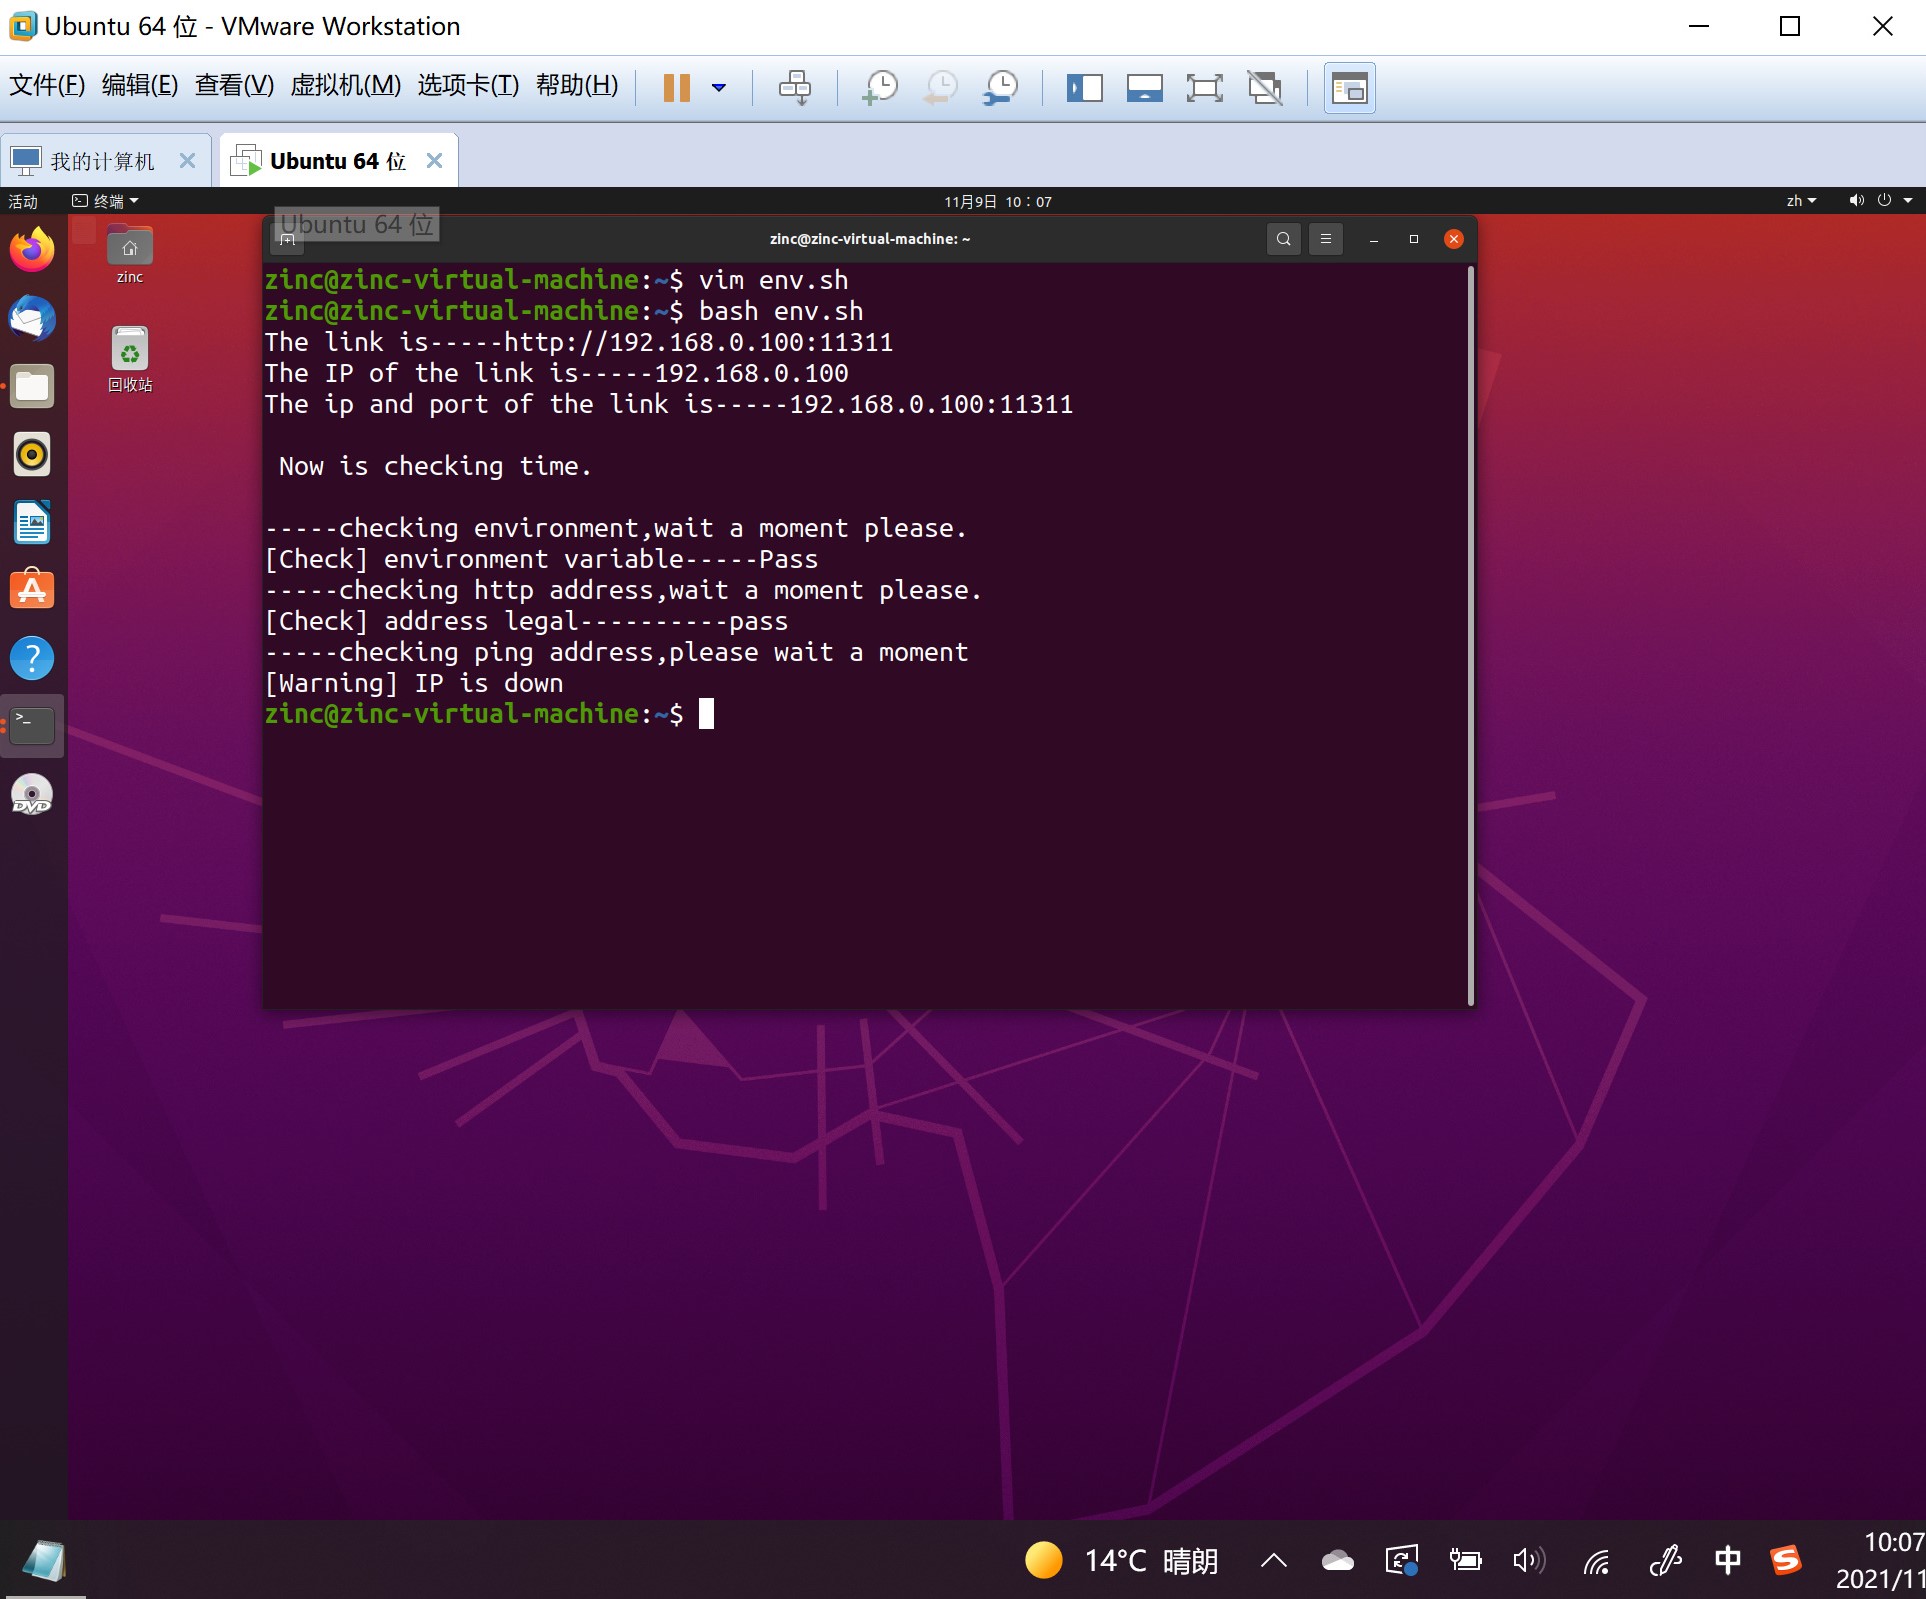 Ubuntu 64 位 - VMware Workstation
文件(F) 编辑(E) 查看(V) 虚拟机(M) 选项卡(T) 帮助(H)
我的计算机
Ubuntu 64 位
活动
终端
11月9日 10：07
zh
Ubuntu 64 位
zinc@zinc-virtual-machine: ~
zinc
回收站
zinc@zinc-virtual-machine:~$ vim env.sh
zinc@zinc-virtual-machine:~$ bash env.sh
The link is-----http://192.168.0.100:11311
The IP of the link is-----192.168.0.100
The ip and port of the link is-----192.168.0.100:11311
Now is checking time.
-----checking environment,wait a moment please.
[Check] environment variable-----Pass
-----checking http address,wait a moment please.
[Check] address legal----------pass
-----checking ping address,please wait a moment
[Warning] IP is down
zinc@zinc-virtual-machine:~$
DVD
14°C 晴朗
中
10:07
2021/11